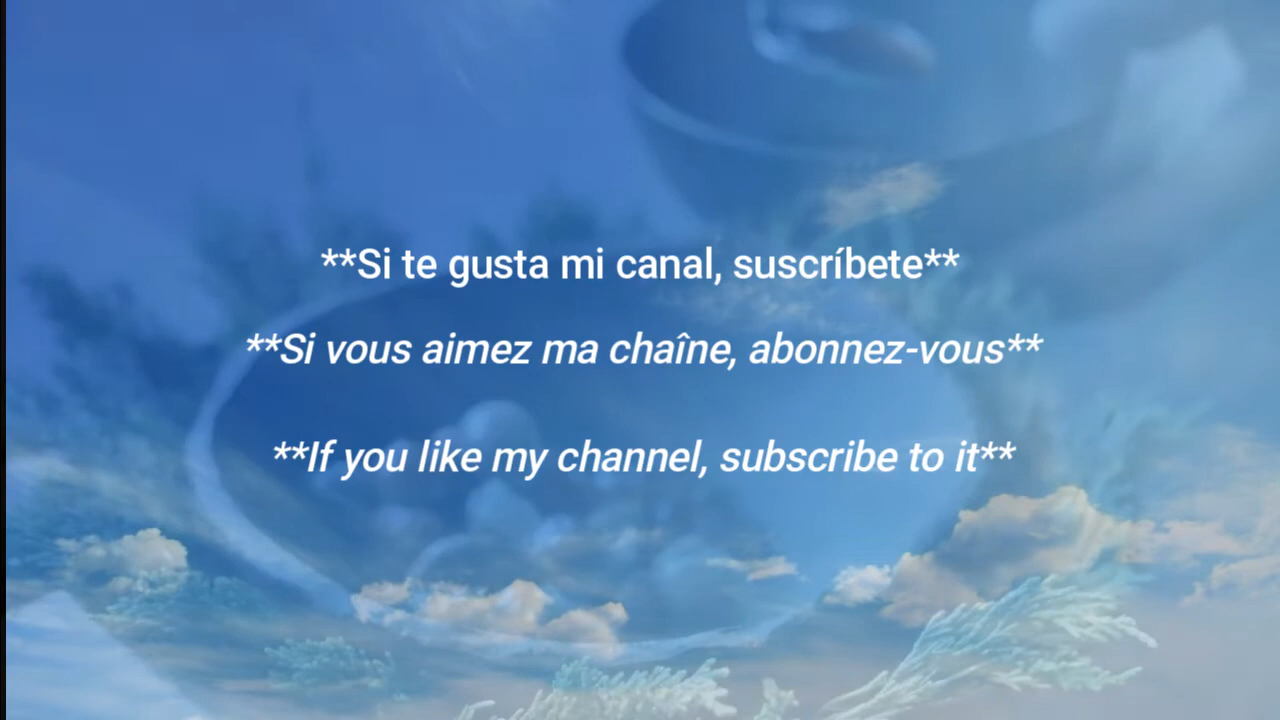 **Si te gusta mi canal, suscríbete**
**Si vous aimez ma chaîne, abonnez-vous**
**If you like my channel, subscribe to it**